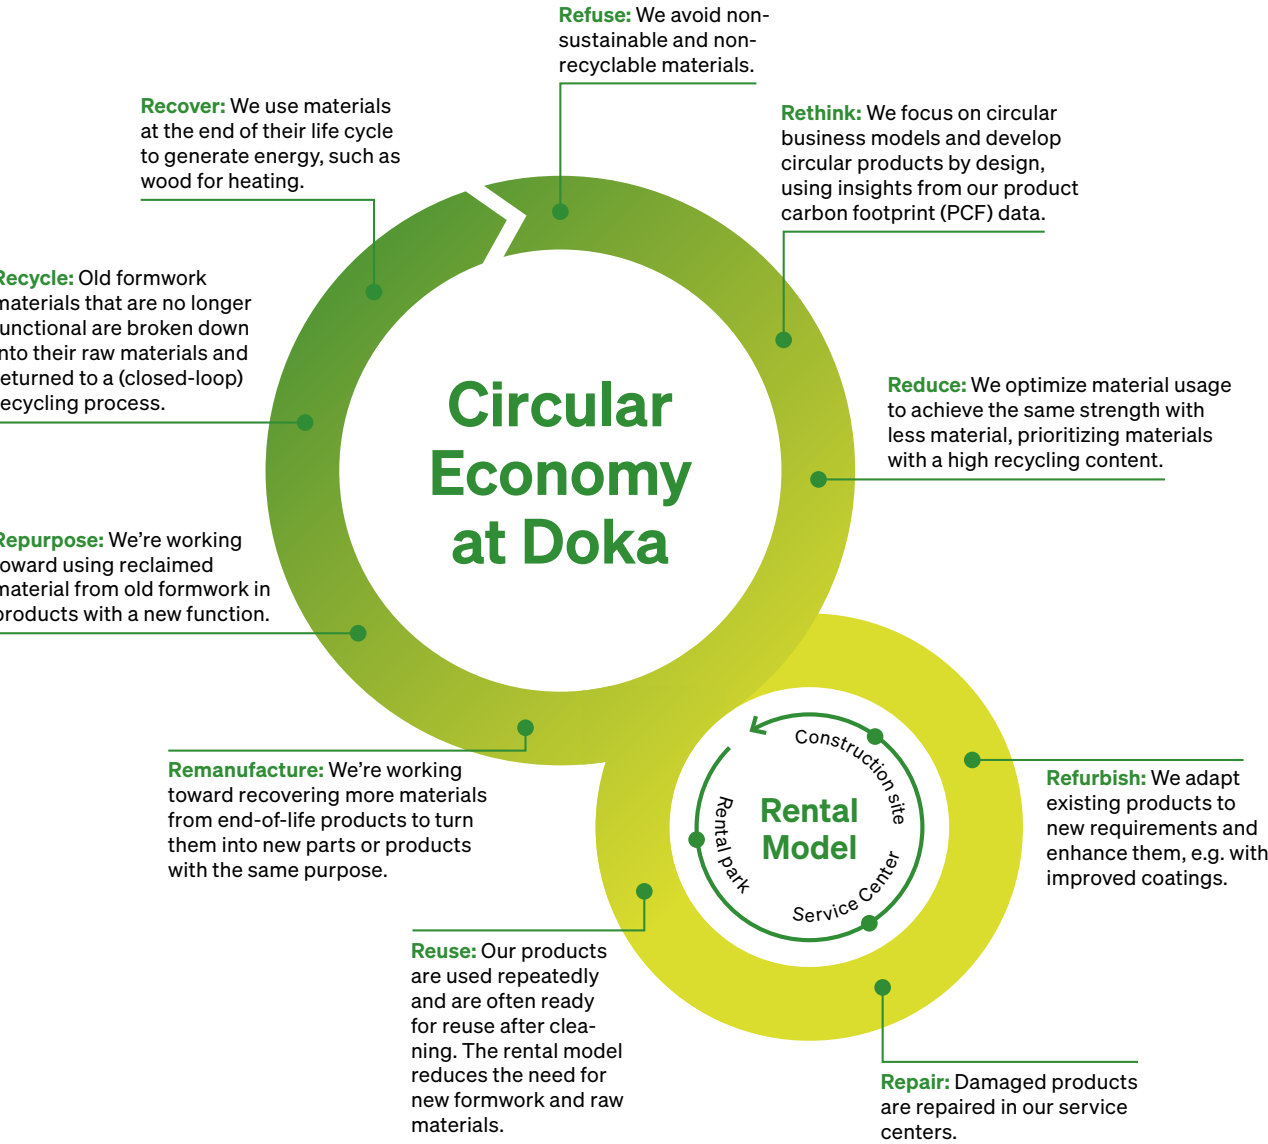 Refuse: We avoid non-
sustainable and non-
recyclable materials.
Recover: We use materials
at the end of their life cycle
to generate energy, such as
wood for heating.
Rethink: We focus on circular
business models and develop
circular products by design,
using insights from our product
carbon footprint (PCF) data.
Recycle: Old formwork
materials that are no longer
functional are broken down
into their raw materials and
returned to a (closed-loop)
recycling process.
Circular
Economy
at Doka
Reduce: We optimize material usage
to achieve the same strength with
less material, prioritizing materials
with a high recycling content.
Repurpose: We're working
toward using reclaimed
material from old formwork in
products with a new function.
Remanufacture: We're working
toward recovering more materials
from end-of-life products to turn
them into new parts or products
with the same purpose.
Construction site
Rental
Model
Rental park
Service Center
Refurbish: We adapt
existing products to
new requirements and
enhance them, e.g. with
improved coatings.
Reuse: Our products
are used repeatedly
and are often ready
for reuse after clea-
ning. The rental model
reduces the need for
new formwork and raw
materials.
Repair: Damaged products
are repaired in our service
centers.